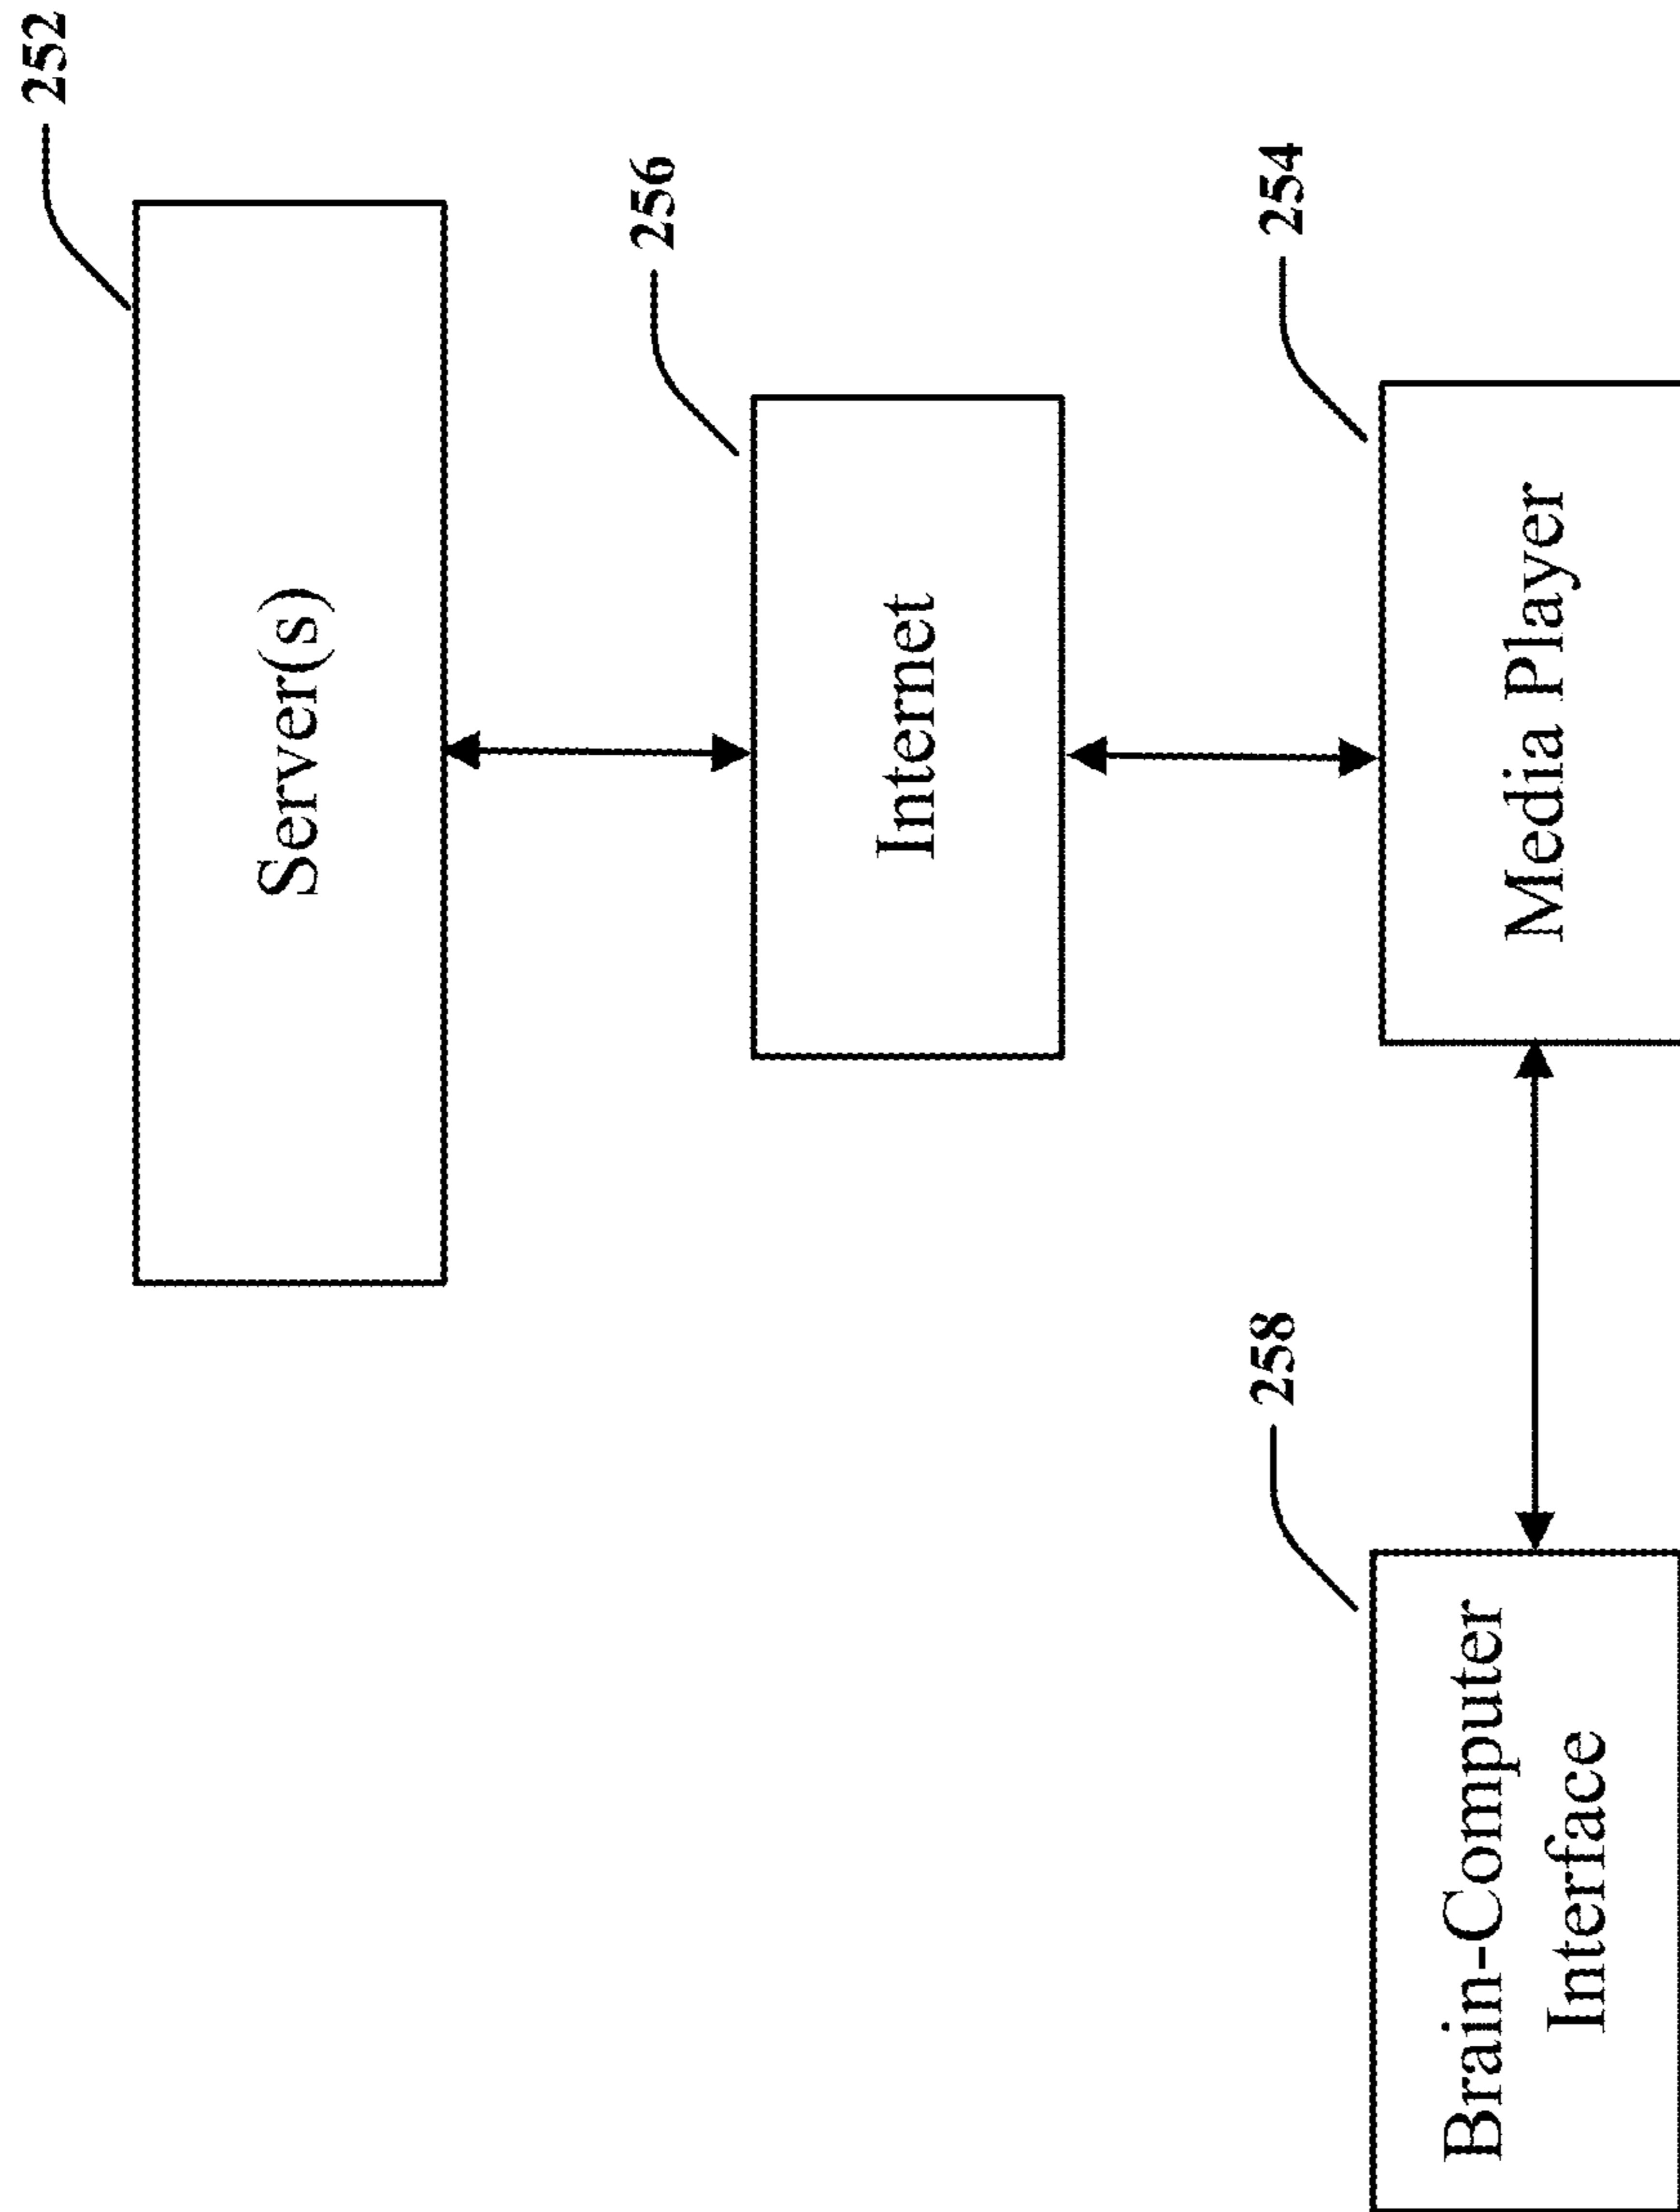 252
Server(s)
256
Internet
254
Media Player
258
Brain-Computer
Interface